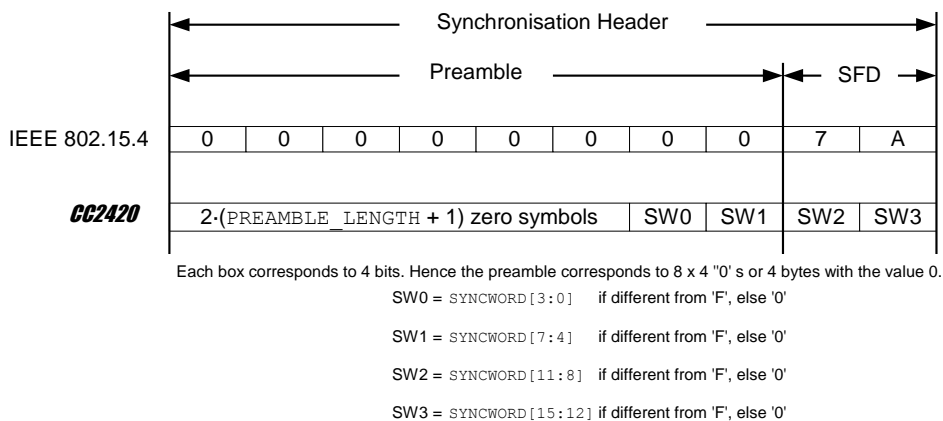 Synchronisation Header
Preamble SFD
IEEE 802.15.4 0 0 0 0 0 0 0 0 7 A
CC2420 2·(PREAMBLE_LENGTH + 1) zero symbols SW0 SW1 SW2 SW3
Each box corresponds to 4 bits. Hence the preamble corresponds to 8 x 4 "0' s or 4 bytes with the value 0.
SW0 = SYNCWORD[3:0] if different from 'F', else '0'
SW1 = SYNCWORD[7:4] if different from 'F', else '0'
SW2 = SYNCWORD[11:8] if different from 'F', else '0'
SW3 = SYNCWORD[15:12] if different from 'F', else '0'